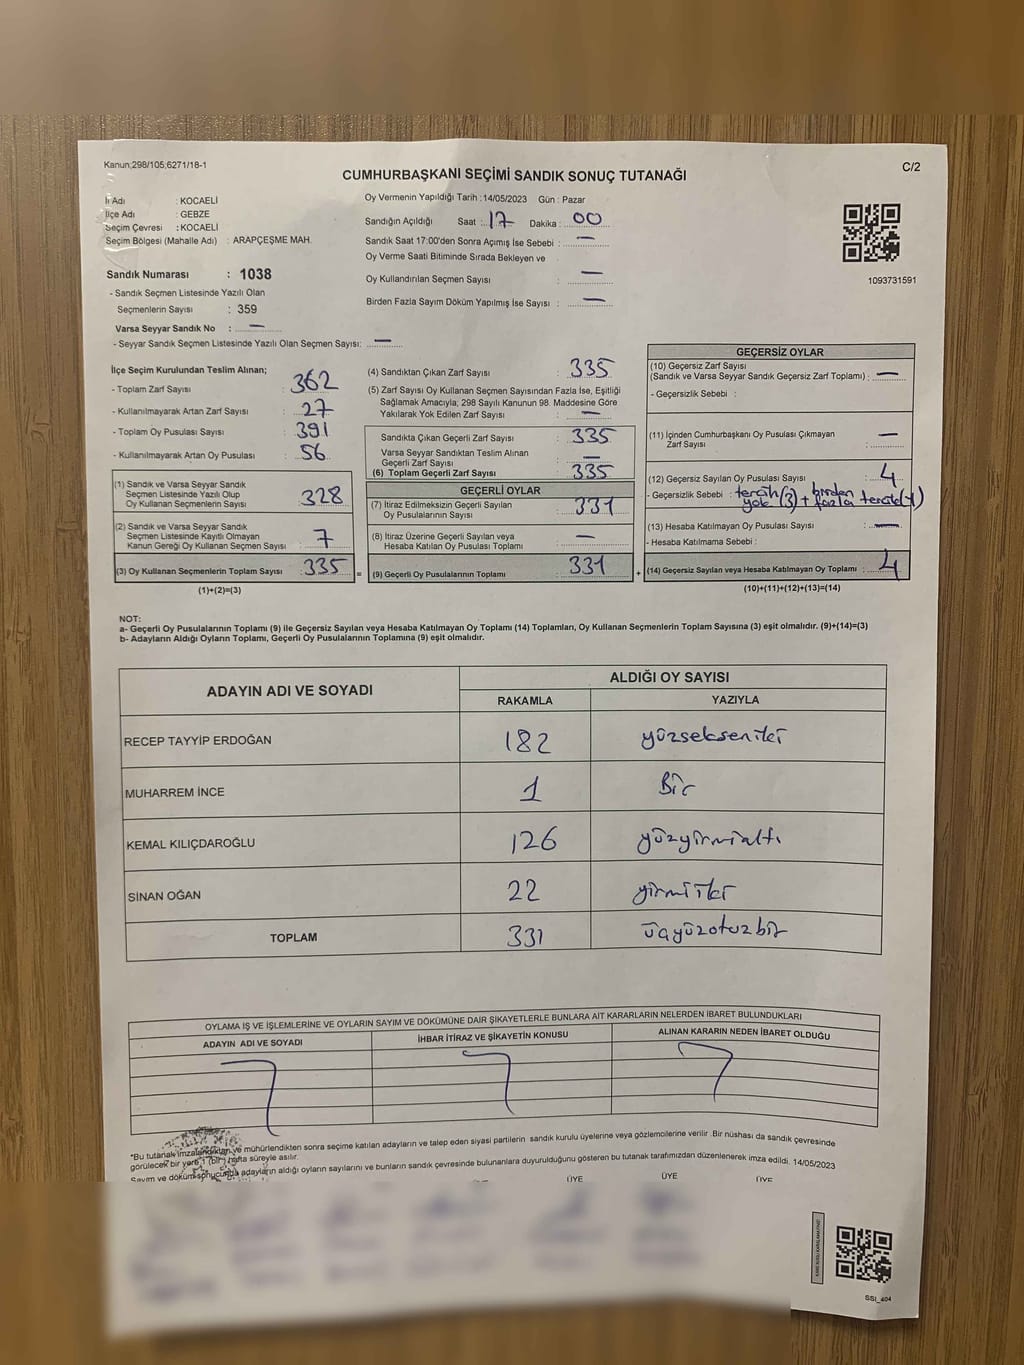 Kanun;298/105;6271/18-1
C/2
CUMHURBAŞKANI SEÇİMİ SANDIK SONUÇ TUTANAĞI
İl Adı : KOCAELİ
İlçe Adı : GEBZE
Seçim Çevresi : KOCAELİ
Seçim Bölgesi (Mahalle Adı) : ARAPÇEŞME MAH.
Sandık Numarası : 1038
- Sandık Seçmen Listesinde Yazılı Olan
Seçmenlerin Sayısı : 359
Varsa Seyyar Sandık No : —
- Seyyar Sandık Seçmen Listesinde Yazılı Olan Seçmen Sayısı: —
Oy Vermenin Yapıldığı Tarih :14/05/2023 Gün : Pazar
Sandığın Açıldığı Saat : 17 Dakika : 00
Sandık Saat 17:00'den Sonra Açımış İse Sebebi : —
Oy Verme Saati Bitiminde Sırada Bekleyen ve
Oy Kullandırılan Seçmen Sayısı : —
Birden Fazla Sayım Döküm Yapılmış İse Sayısı : —
1093731591
İlçe Seçim Kurulundan Teslim Alınan;
- Toplam Zarf Sayısı : 362
- Kullanılmayarak Artan Zarf Sayısı : 27
- Toplam Oy Pusulası Sayısı : 391
- Kullanılmayarak Artan Oy Pusulası : 56
(1) Sandık ve Varsa Seyyar Sandık
Seçmen Listesinde Yazılı Olup
Oy Kullanan Seçmenlerin Sayısı : 328
(2) Sandık ve Varsa Seyyar Sandık
Seçmen Listesinde Kayıtlı Olmayan
Kanun Gereği Oy Kullanan Seçmen Sayısı : 7
(3) Oy Kullanan Seçmenlerin Toplam Sayısı : 335
(1)+(2)=(3)
(4) Sandıktan Çıkan Zarf Sayısı : 335
(5) Zarf Sayısı Oy Kullanan Seçmen Sayısından Fazla İse, Eşitliği
Sağlamak Amacıyla; 298 Sayılı Kanunun 98. Maddesine Göre
Yakılarak Yok Edilen Zarf Sayısı : —
Sandıkta Çıkan Geçerli Zarf Sayısı : 335
Varsa Seyyar Sandıktan Teslim Alınan
Geçerli Zarf Sayısı : —
(6) Toplam Geçerli Zarf Sayısı : 335
GEÇERLİ OYLAR
(7) İtiraz Edilmeksizin Geçerli Sayılan
Oy Pusulalarının Sayısı : 331
(8) İtiraz Üzerine Geçerli Sayılan veya
Hesaba Katılan Oy Pusulası Toplamı : —
= (9) Geçerli Oy Pusulalarının Toplamı : 331 +
GEÇERSİZ OYLAR
(10) Geçersiz Zarf Sayısı
(Sandık ve Varsa Seyyar Sandık Geçersiz Zarf Toplamı) : —
- Geçersizlik Sebebi :
(11) İçinden Cumhurbaşkanı Oy Pusulası Çıkmayan
Zarf Sayısı : —
(12) Geçersiz Sayılan Oy Pusulası Sayısı : 4
- Geçersizlik Sebebi : tercih yok (3) + birden fazla tercih (1)
(13) Hesaba Katılmayan Oy Pusulası Sayısı : —
- Hesaba Katılmama Sebebi :
(14) Geçersiz Sayılan veya Hesaba Katılmayan Oy Toplamı : 4
(10)+(11)+(12)+(13)=(14)
NOT:
a- Geçerli Oy Pusulalarının Toplamı (9) ile Geçersiz Sayılan veya Hesaba Katılmayan Oy Toplamı (14) Toplamları, Oy Kullanan Seçmenlerin Toplam Sayısına (3) eşit olmalıdır. (9)+(14)=(3)
b- Adayların Aldığı Oyların Toplamı, Geçerli Oy Pusulalarının Toplamına (9) eşit olmalıdır.
ADAYIN ADI VE SOYADI
ALDIĞI OY SAYISI
RAKAMLA YAZIYLA
RECEP TAYYİP ERDOĞAN 182 yüzsekseniki
MUHARREM İNCE 1 Bir
KEMAL KILIÇDAROĞLU 126 yüzyirmialtı
SİNAN OĞAN 22 yirmiiki
TOPLAM 331 üçyüzotuzbir
OYLAMA İŞ VE İŞLEMLERİNE VE OYLARIN SAYIM VE DÖKÜMÜNE DAİR ŞİKAYETLERLE BUNLARA AİT KARARLARIN NELERDEN İBARET BULUNDUKLARI
ADAYIN ADI VE SOYADI İHBAR İTİRAZ VE ŞİKAYETİN KONUSU ALINAN KARARIN NEDEN İBARET OLDUĞU
*Bu tutanak imzalandıktan ve mühürlendikten sonra seçime katılan adayların ve talep eden siyasi partilerin sandık kurulu üyelerine veya gözlemcilerine verilir .Bir nüshası da sandık çevresinde
görülecek bir yere 1 (bir) hafta süreyle asılır.
Sayım ve döküm sonucunda adayların aldığı oyların sayılarını ve bunların sandık çevresinde bulunanlara duyurulduğunu gösteren bu tutanak tarafımızdan düzenlenerek imza edildi. 14/05/2023
ÜYE ÜYE ÜYE
SSI_404